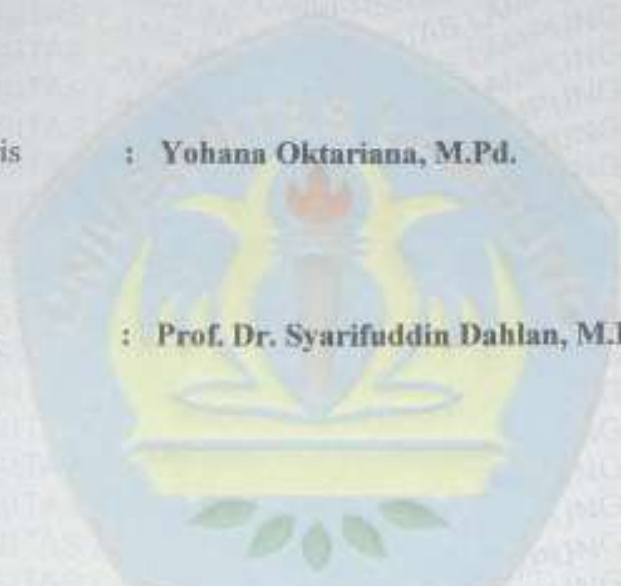 is : Yohana Oktariana, M.Pd.
: Prof. Dr. Syarifuddin Dahlan, M.